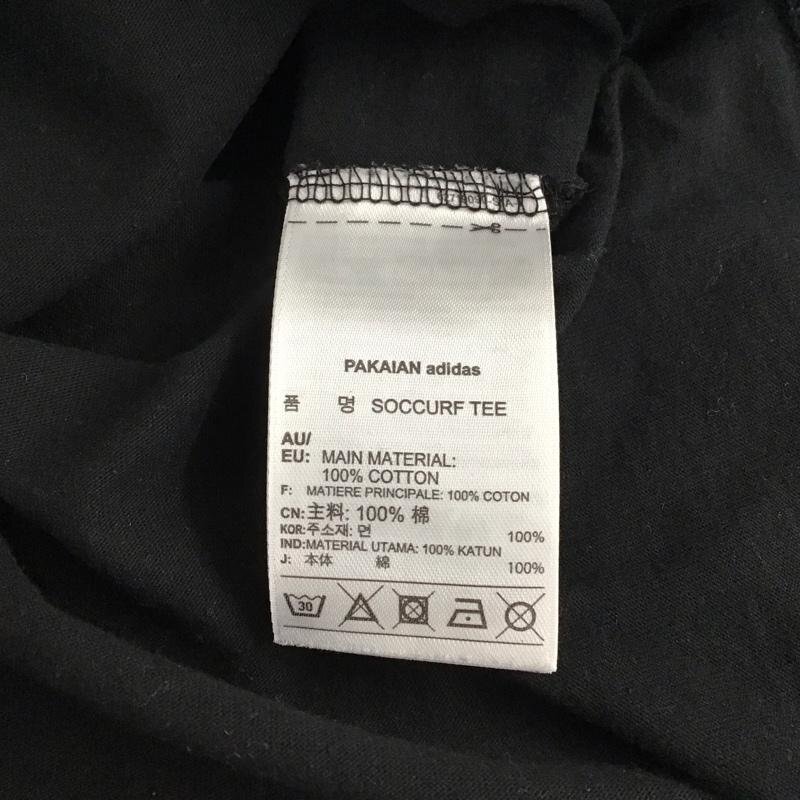 PAKAIAN adidas
품 명 SOCCURF TEE
AU/
EU: MAIN MATERIAL:
100% COTTON
F: MATIERE PRINCIPALE: 100% COTON
CN:主料: 100% 棉
KOR:주소재: 면 100%
IND:MATERIAL UTAMA: 100% KATUN
J: 本体 綿 100%
30